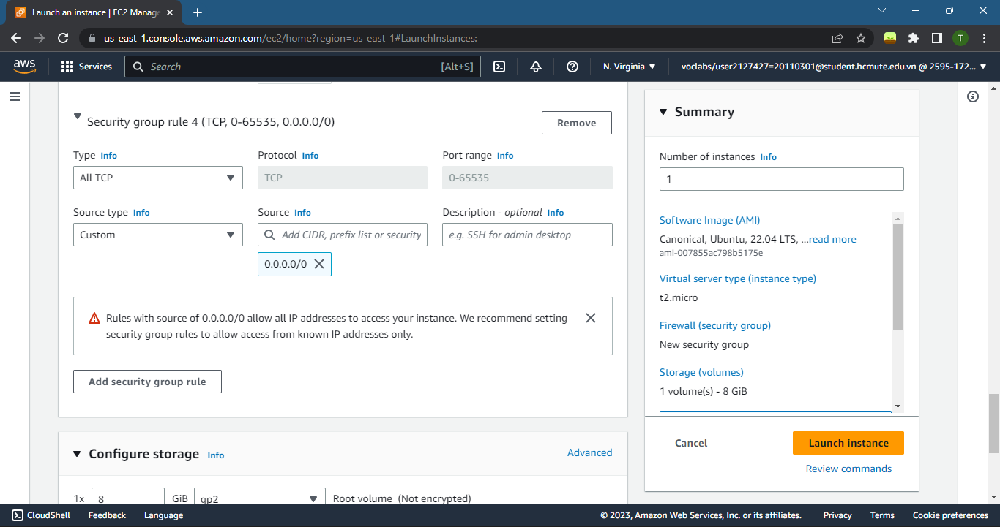 Launch an instance | EC2 Manage
us-east-1.console.aws.amazon.com/ec2/home?region=us-east-1#LaunchInstances:
T
aws
Services
Search
[Alt+S]
N. Virginia
voclabs/user2127427=20110301@student.hcmute.edu.vn @ 2595-172...
Security group rule 4 (TCP, 0-65535, 0.0.0.0/0)
Remove
Type Info
Protocol Info
Port range Info
All TCP
TCP
0-65535
Source type Info
Source Info
Description - optional Info
Custom
Add CIDR, prefix list or security
e.g. SSH for admin desktop
0.0.0.0/0
Rules with source of 0.0.0.0/0 allow all IP addresses to access your instance. We recommend setting
security group rules to allow access from known IP addresses only.
Add security group rule
Configure storage Info
Advanced
1x
8
GiB
gp2
Root volume (Not encrypted)
Summary
Number of instances Info
1
Software Image (AMI)
Canonical, Ubuntu, 22.04 LTS, ...read more
ami-007855ac798b5175e
Virtual server type (instance type)
t2.micro
Firewall (security group)
New security group
Storage (volumes)
1 volume(s) - 8 GiB
Cancel
Launch instance
Review commands
CloudShell
Feedback
Language
© 2023, Amazon Web Services, Inc. or its affiliates.
Privacy
Terms
Cookie preferences